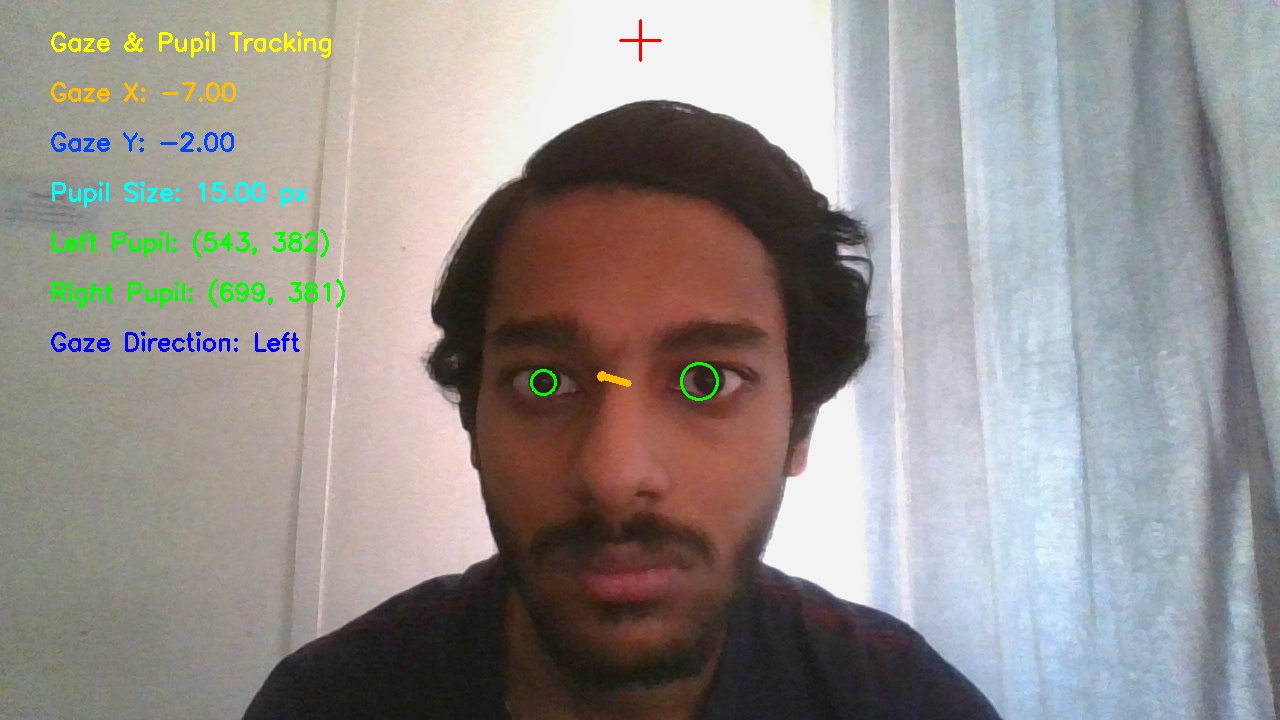 Gaze & Pupil Tracking
Gaze X: -7.00
Gaze Y: -2.00
Pupil Size: 15.00 px
Left Pupil: (543, 382)
Right Pupil: (699, 381)
Gaze Direction: Left